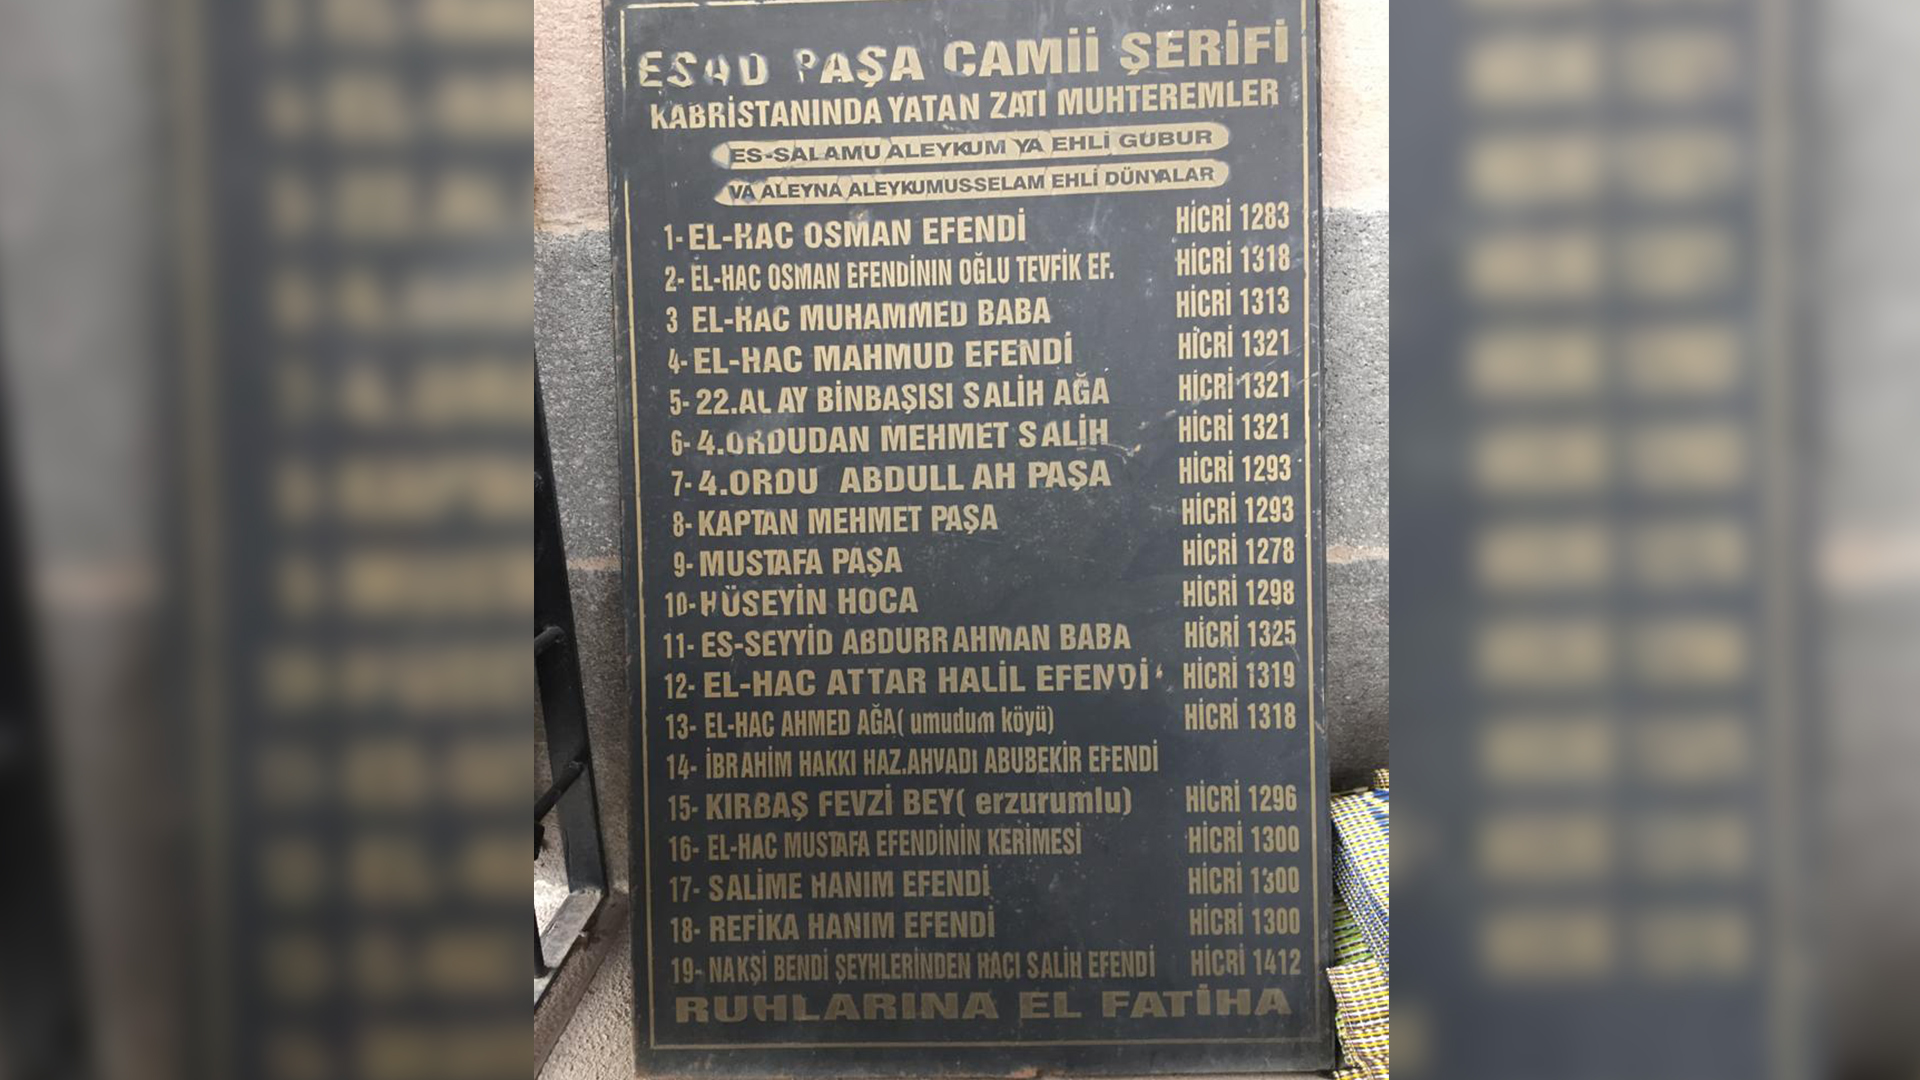 ESAD PAŞA CAMİİ ŞERİFİ
KABRİSTANINDA YATAN ZATI MUHTEREMLER
ES-SALAMU ALEYKUM YA EHLİ GUBUR
VA ALEYNA ALEYKUMUSSELAM EHLİ DÜNYALAR
1- EL-HAC OSMAN EFENDİ HİCRİ 1283
2- EL-HAC OSMAN EFENDİNIN OĞLU TEVFİK EF. HİCRİ 1318
3 EL-HAC MUHAMMED BABA HİCRİ 1313
4- EL-HAC MAHMUD EFENDİ HİCRİ 1321
5- 22.ALAY BİNBAŞISI SALİH AĞA HİCRİ 1321
6- 4.ORDUDAN MEHMET SALİH HİCRİ 1321
7- 4.ORDU ABDULLAH PAŞA HİCRİ 1293
8- KAPTAN MEHMET PAŞA HİCRİ 1293
9- MUSTAFA PAŞA HİCRİ 1278
10- HÜSEYİN HOCA HİCRİ 1298
11- ES-SEYYİD ABDURRAHMAN BABA HİCRİ 1325
12- EL-HAC ATTAR HALİL EFENDİ HİCRİ 1319
13- EL-HAC AHMED AĞA( umudum köyü) HİCRİ 1318
14- İBRAHİM HAKKI HAZ.AHVADI ABUBEKİR EFENDİ
15- KIRBAŞ FEVZİ BEY( erzurumlu) HİCRİ 1296
16- EL-HAC MUSTAFA EFENDİNİN KERİMESİ HİCRİ 1300
17- SALİME HANIM EFENDİ HİCRİ 1300
18- REFİKA HANIM EFENDİ HİCRİ 1300
19- NAKŞİ BENDİ ŞEYHLERİNDEN HAÇI SALİH EFENDİ HİCRİ 1412
RUHLARINA EL FATİHA